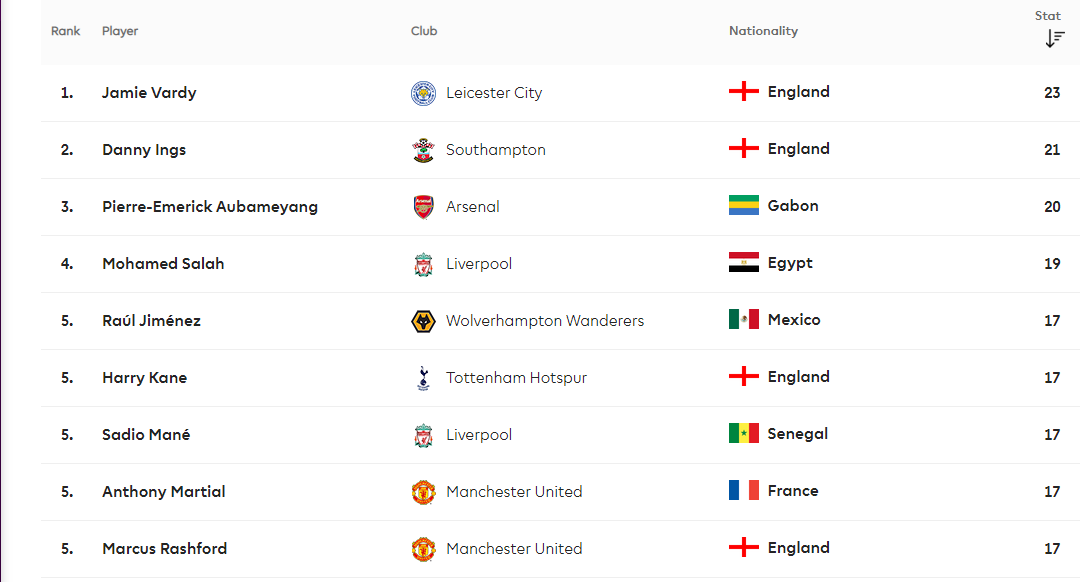 Rank Player Club Nationality Stat
1. Jamie Vardy Leicester City England 23
2. Danny Ings Southampton England 21
3. Pierre-Emerick Aubameyang Arsenal Gabon 20
4. Mohamed Salah Liverpool Egypt 19
5. Raúl Jiménez Wolverhampton Wanderers Mexico 17
5. Harry Kane Tottenham Hotspur England 17
5. Sadio Mané Liverpool Senegal 17
5. Anthony Martial Manchester United France 17
5. Marcus Rashford Manchester United England 17